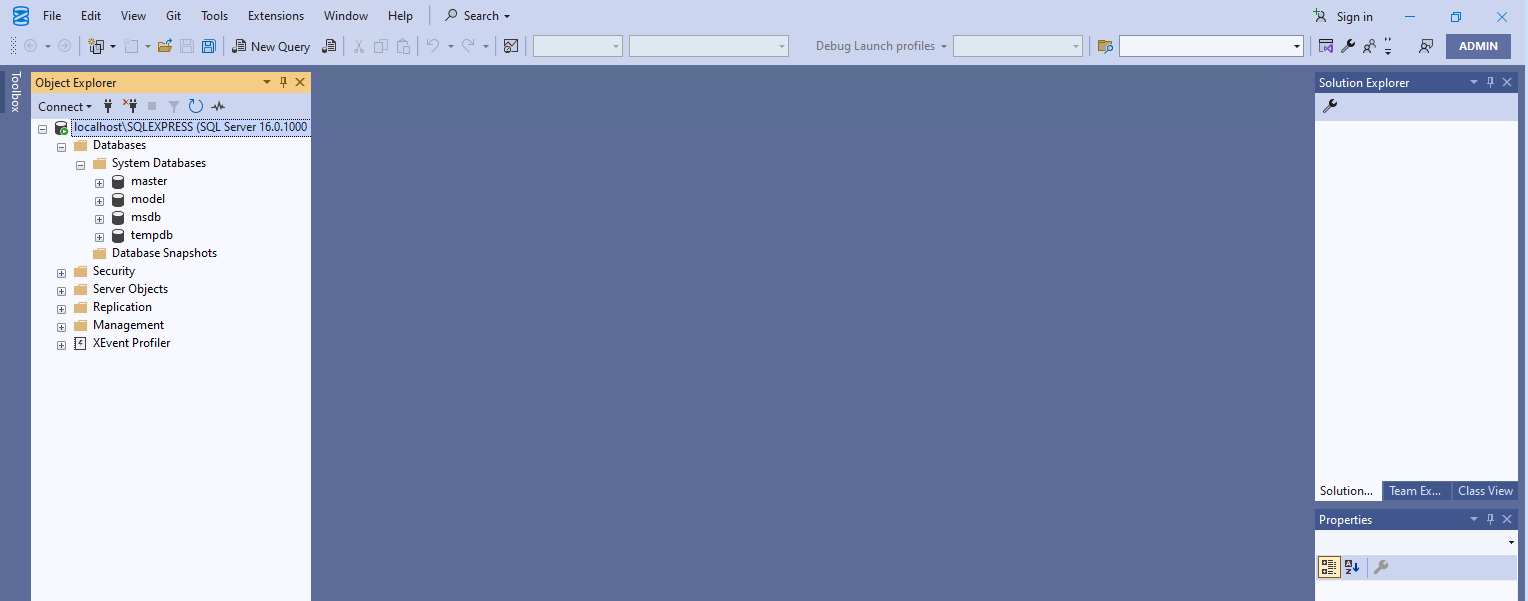 File Edit View Git Tools Extensions Window Help Search Sign in
New Query Debug Launch profiles ADMIN
Toolbox
Object Explorer
Connect
localhost\SQLEXPRESS (SQL Server 16.0.1000
Databases
System Databases
master
model
msdb
tempdb
Database Snapshots
Security
Server Objects
Replication
Management
XEvent Profiler
Solution Explorer
Solution... Team Ex... Class View
Properties